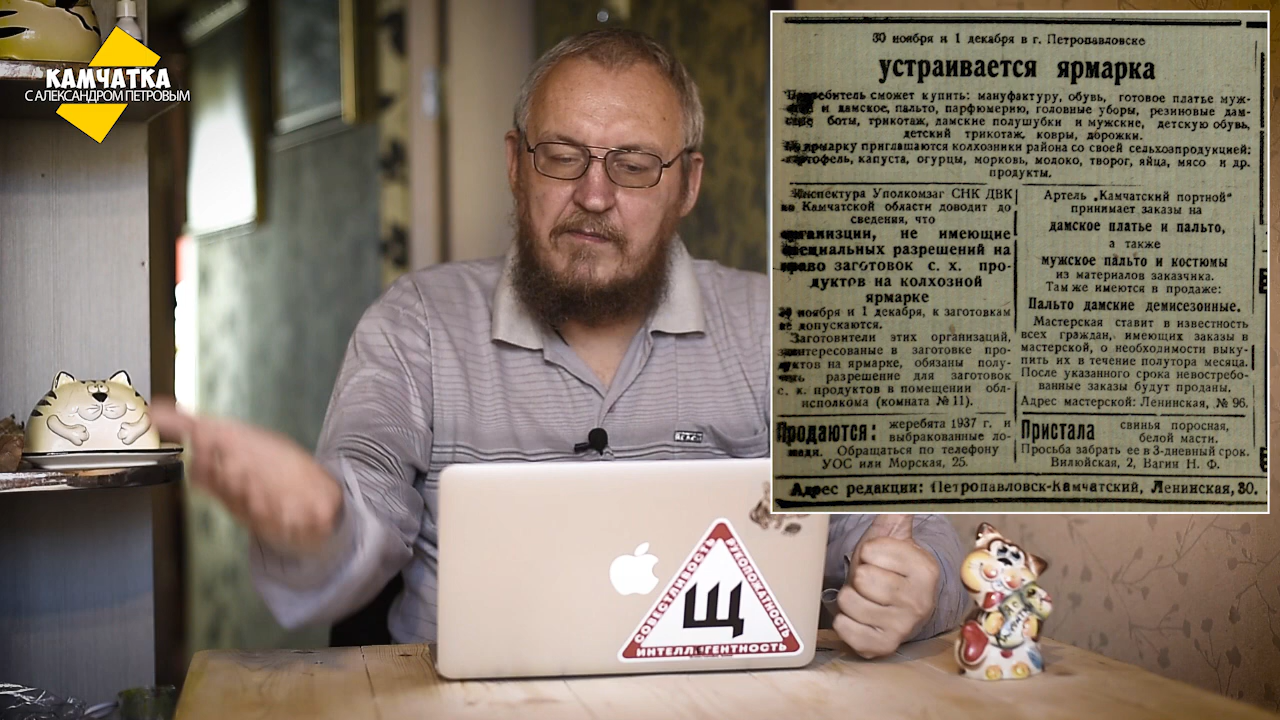 КАМЧАТКА
С АЛЕКСАНДРОМ ПЕТРОВЫМ
30 ноября и 1 декабря в г. Петропавловске
устраивается ярмарка
Потребитель сможет купить: мануфактуру, обувь, готовое платье муж-
и дамское, пальто, парфюмерию, головные уборы, резиновые дам-
боты, трикотаж, дамские полушубки и мужские, детскую обувь,
детский трикотаж, ковры, дорожки.
ярмарку приглашаются колхозники района со своей сельхозпродукцией:
картофель, капуста, огурцы, морковь, молоко, творог, яйца, мясо и др.
продукты.
Инспектура Уполкомзаг СНК ДВК
по Камчатской области доводит до
сведения, что
организации, не имеющие
специальных разрешений на
право заготовок с. х. про-
дуктов на колхозной
ярмарке
30 ноября и 1 декабря, к заготовкам
не допускаются.
Заготовители этих организаций,
заинтересованые в заготовке про-
дуктов на ярмарке, обязаны полу-
чить разрешение для заготовок
с. х. продуктов в помещении обл-
исполкома (комната № 11).
Артель „Камчатский портной"
принимает заказы на
дамское платье и пальто,
а также
мужское пальто и костюмы
из материалов заказчика.
Там же имеются в продаже:
Пальто дамские демисезонные.
Мастерская ставит в известность
всех граждан, имеющих заказы в
мастерской, о необходимости выку-
пить их в течение полутора месяца.
После указанного срока невостребо-
ванные заказы будут проданы.
Адрес мастерской: Ленинская, № 96.
Продаются: жеребята 1937 г. и
выбракованные ло-
шади. Обращаться по телефону
УОС или Морская, 25.
Пристала свинья поросная,
белой масти.
Просьба забрать ее в 3-дневный срок.
Вилюйская, 2, Вагин Н. Ф.
Адрес редакции: Петропавловск-Камчатский, Ленинская, 30.
СОВЕСТЛИВОСТЬ
РУКОПОЖАТНОСТЬ
Щ
ИНТЕЛЛИГЕНТНОСТЬ